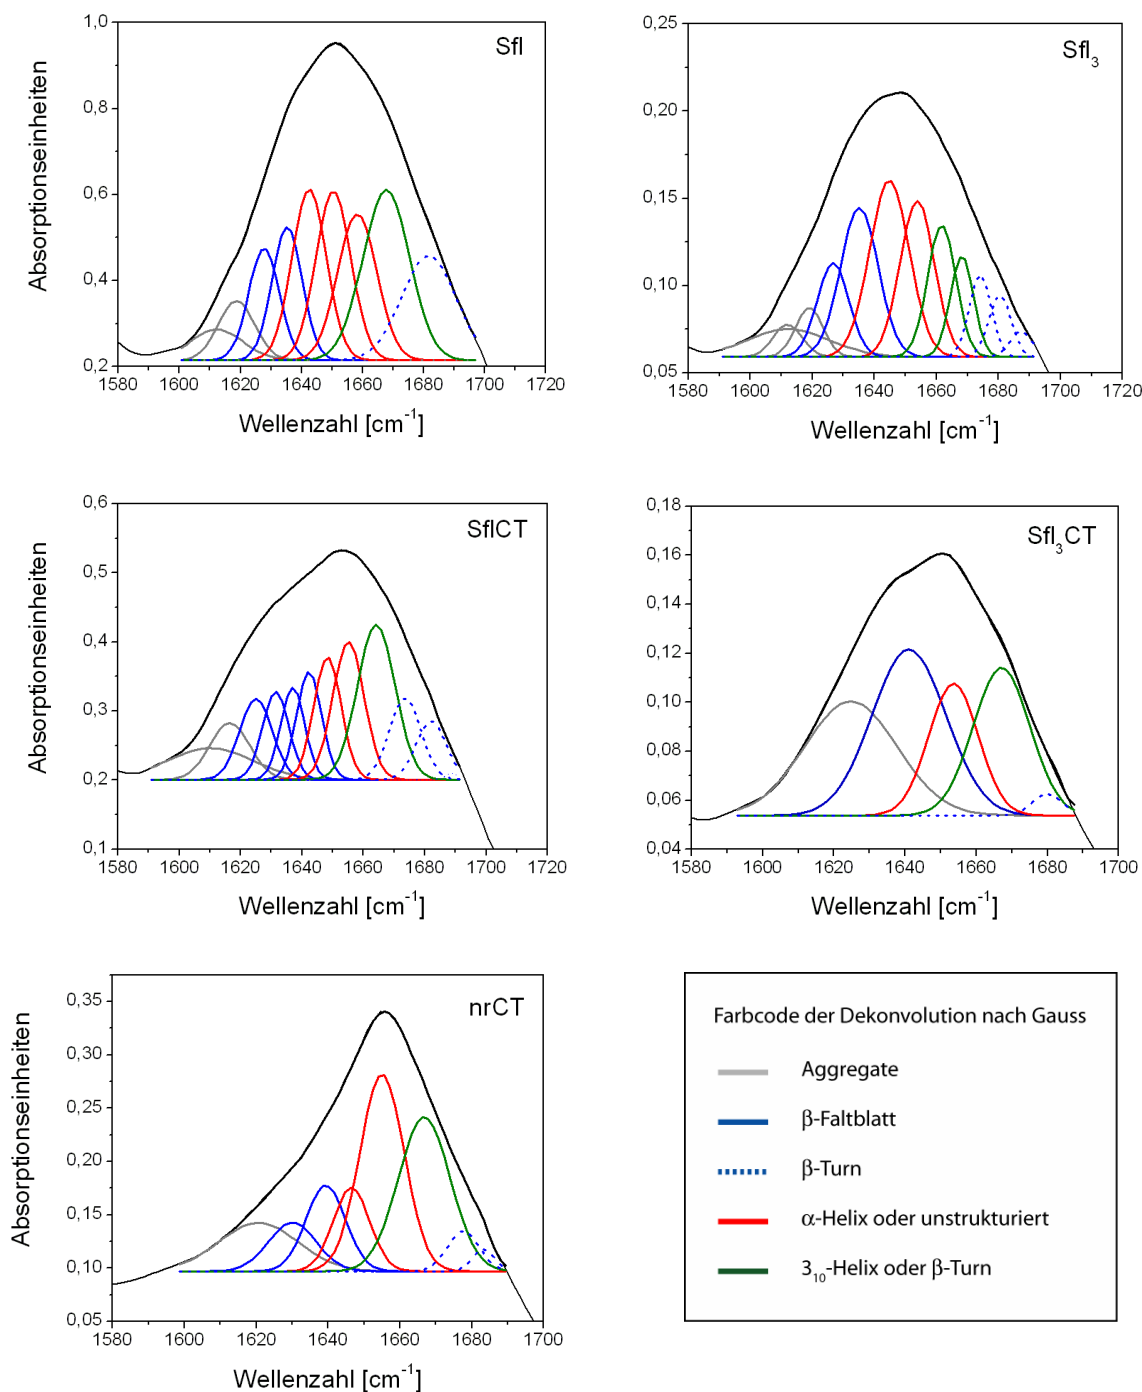 SfI
Absorptionseinheiten
1,0
0,8
0,6
0,4
0,2
1580 1600 1620 1640 1660 1680 1700 1720
Wellenzahl [cm⁻¹]
SfI₃
0,25
0,20
0,15
0,10
0,05
1580 1600 1620 1640 1660 1680 1700 1720
Wellenzahl [cm⁻¹]
SfICT
Absorptionseinheiten
0,6
0,5
0,4
0,3
0,2
0,1
1580 1600 1620 1640 1660 1680 1700 1720
Wellenzahl [cm⁻¹]
SfI₃CT
0,18
0,16
0,14
0,12
0,10
0,08
0,06
0,04
1580 1600 1620 1640 1660 1680 1700
Wellenzahl [cm⁻¹]
nrCT
Absorptionseinheiten
0,35
0,30
0,25
0,20
0,15
0,10
0,05
1580 1600 1620 1640 1660 1680 1700
Wellenzahl [cm⁻¹]
Farbcode der Dekonvolution nach Gauss
Aggregate
β-Faltblatt
β-Turn
α-Helix oder unstrukturiert
3₁₀-Helix oder β-Turn